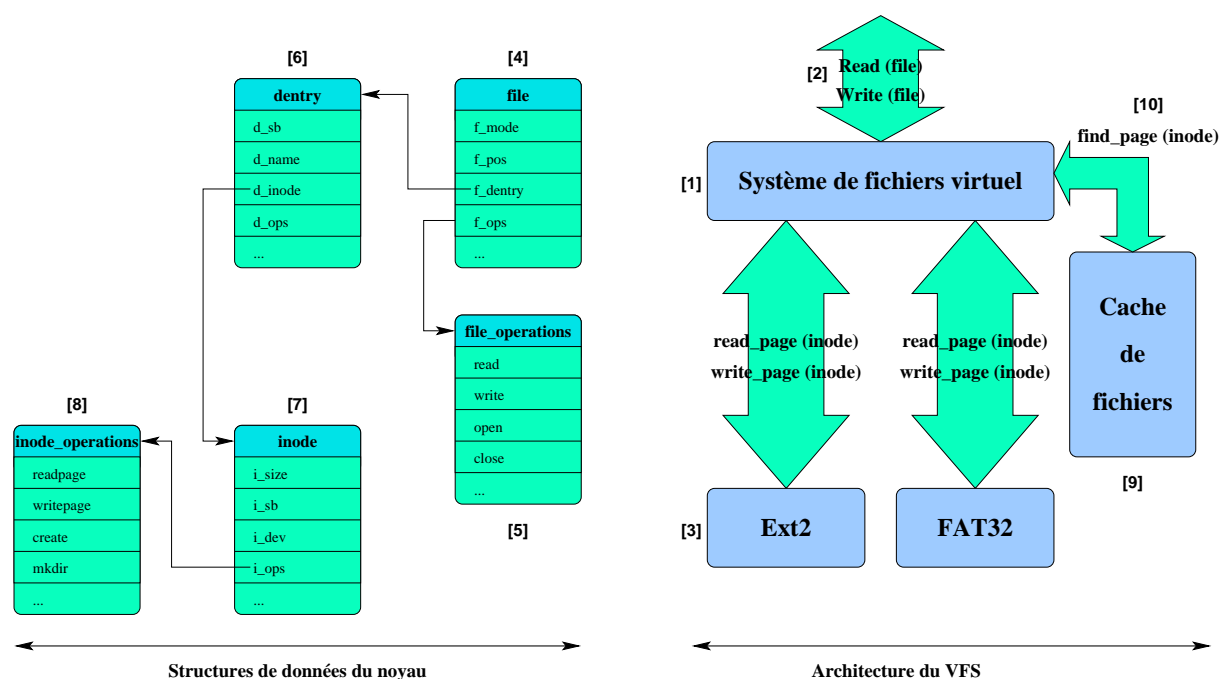 [6]
dentry
d_sb
d_name
d_inode
d_ops
...
[4]
file
f_mode
f_pos
f_dentry
f_ops
...
file_operations
read
write
open
close
...
[5]
[8]
inode_operations
readpage
writepage
create
mkdir
...
[7]
inode
i_size
i_sb
i_dev
i_ops
...
Structures de données du noyau
[2]
Read (file)
Write (file)
[10]
find_page (inode)
[1]
Système de fichiers virtuel
read_page (inode)
write_page (inode)
read_page (inode)
write_page (inode)
Cache
de
fichiers
[9]
[3]
Ext2
FAT32
Architecture du VFS